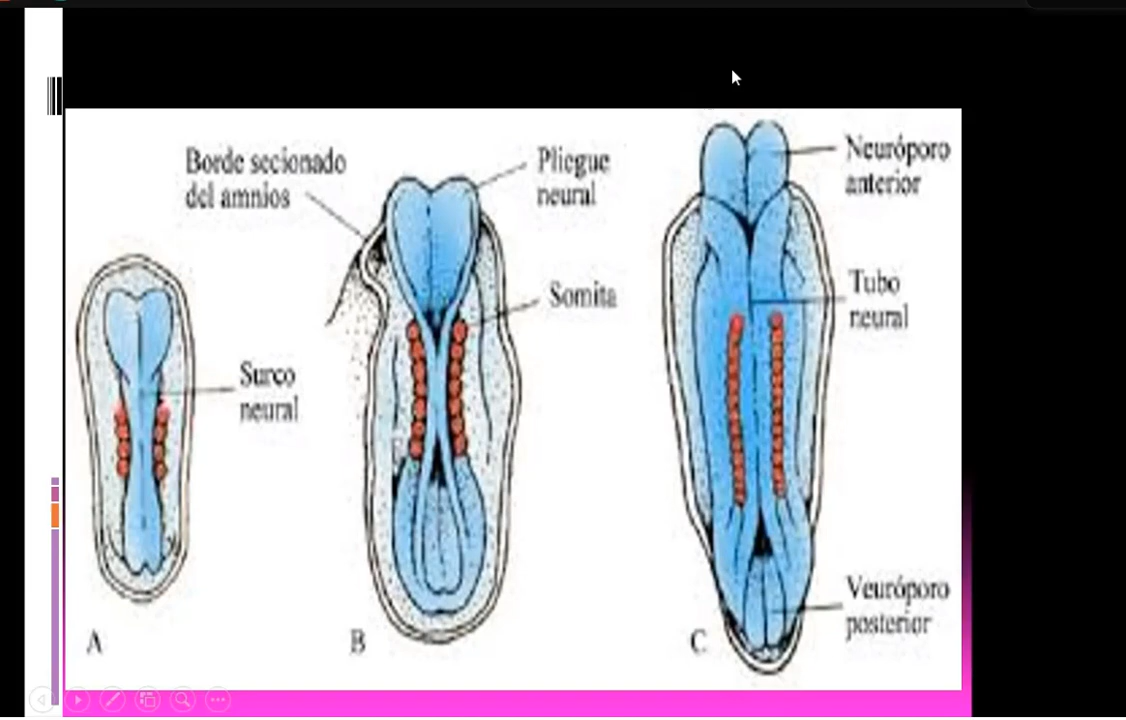 Borde secionado
del amnios
Pliegue
neural
Neuróporo
anterior
Somita
Tubo
neural
Surco
neural
Veuróporo
posterior
A
B
C